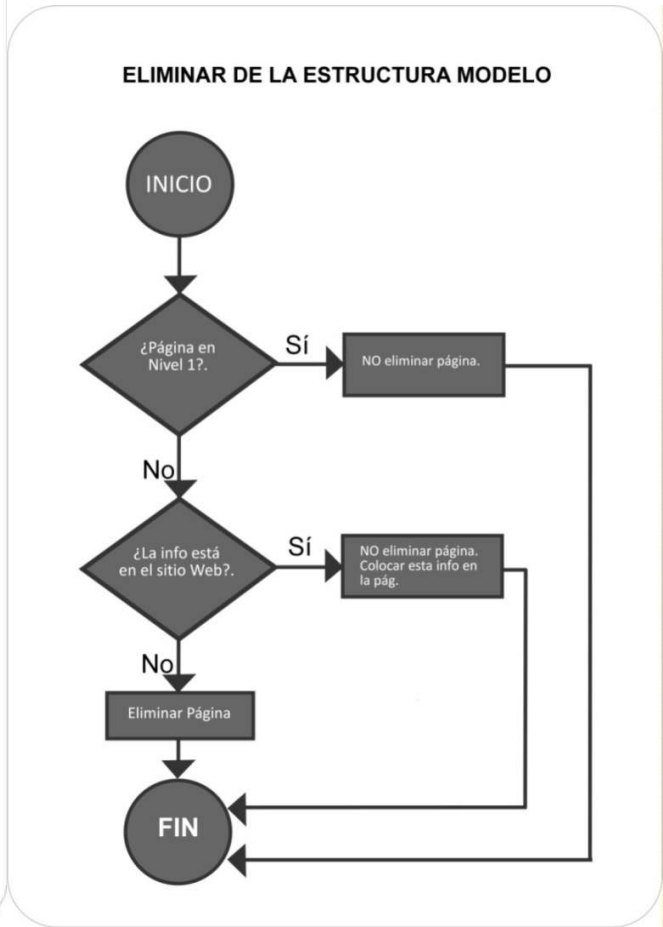 ELIMINAR DE LA ESTRUCTURA MODELO
INICIO
¿Página en
Nivel 1?.
Sí
NO eliminar página.
No
¿La info está
en el sitio Web?.
Sí
NO eliminar página.
Colocar esta info en
la pág.
No
Eliminar Página
FIN